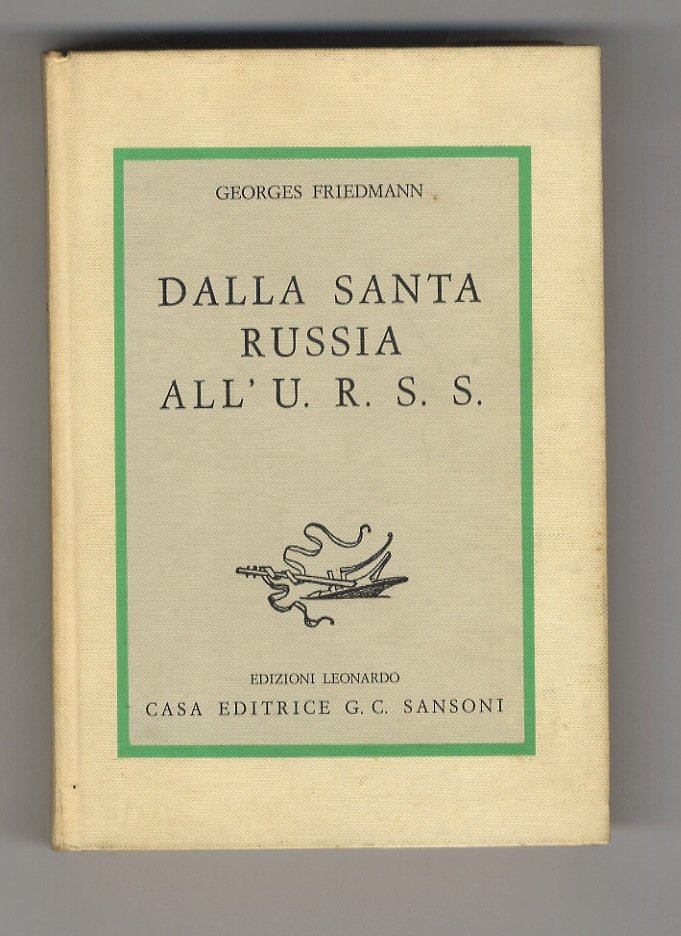 GEORGES FRIEDMANN
DALLA SANTA
RUSSIA
ALL' U. R. S. S.
EDIZIONI LEONARDO
CASA EDITRICE G. C. SANSONI